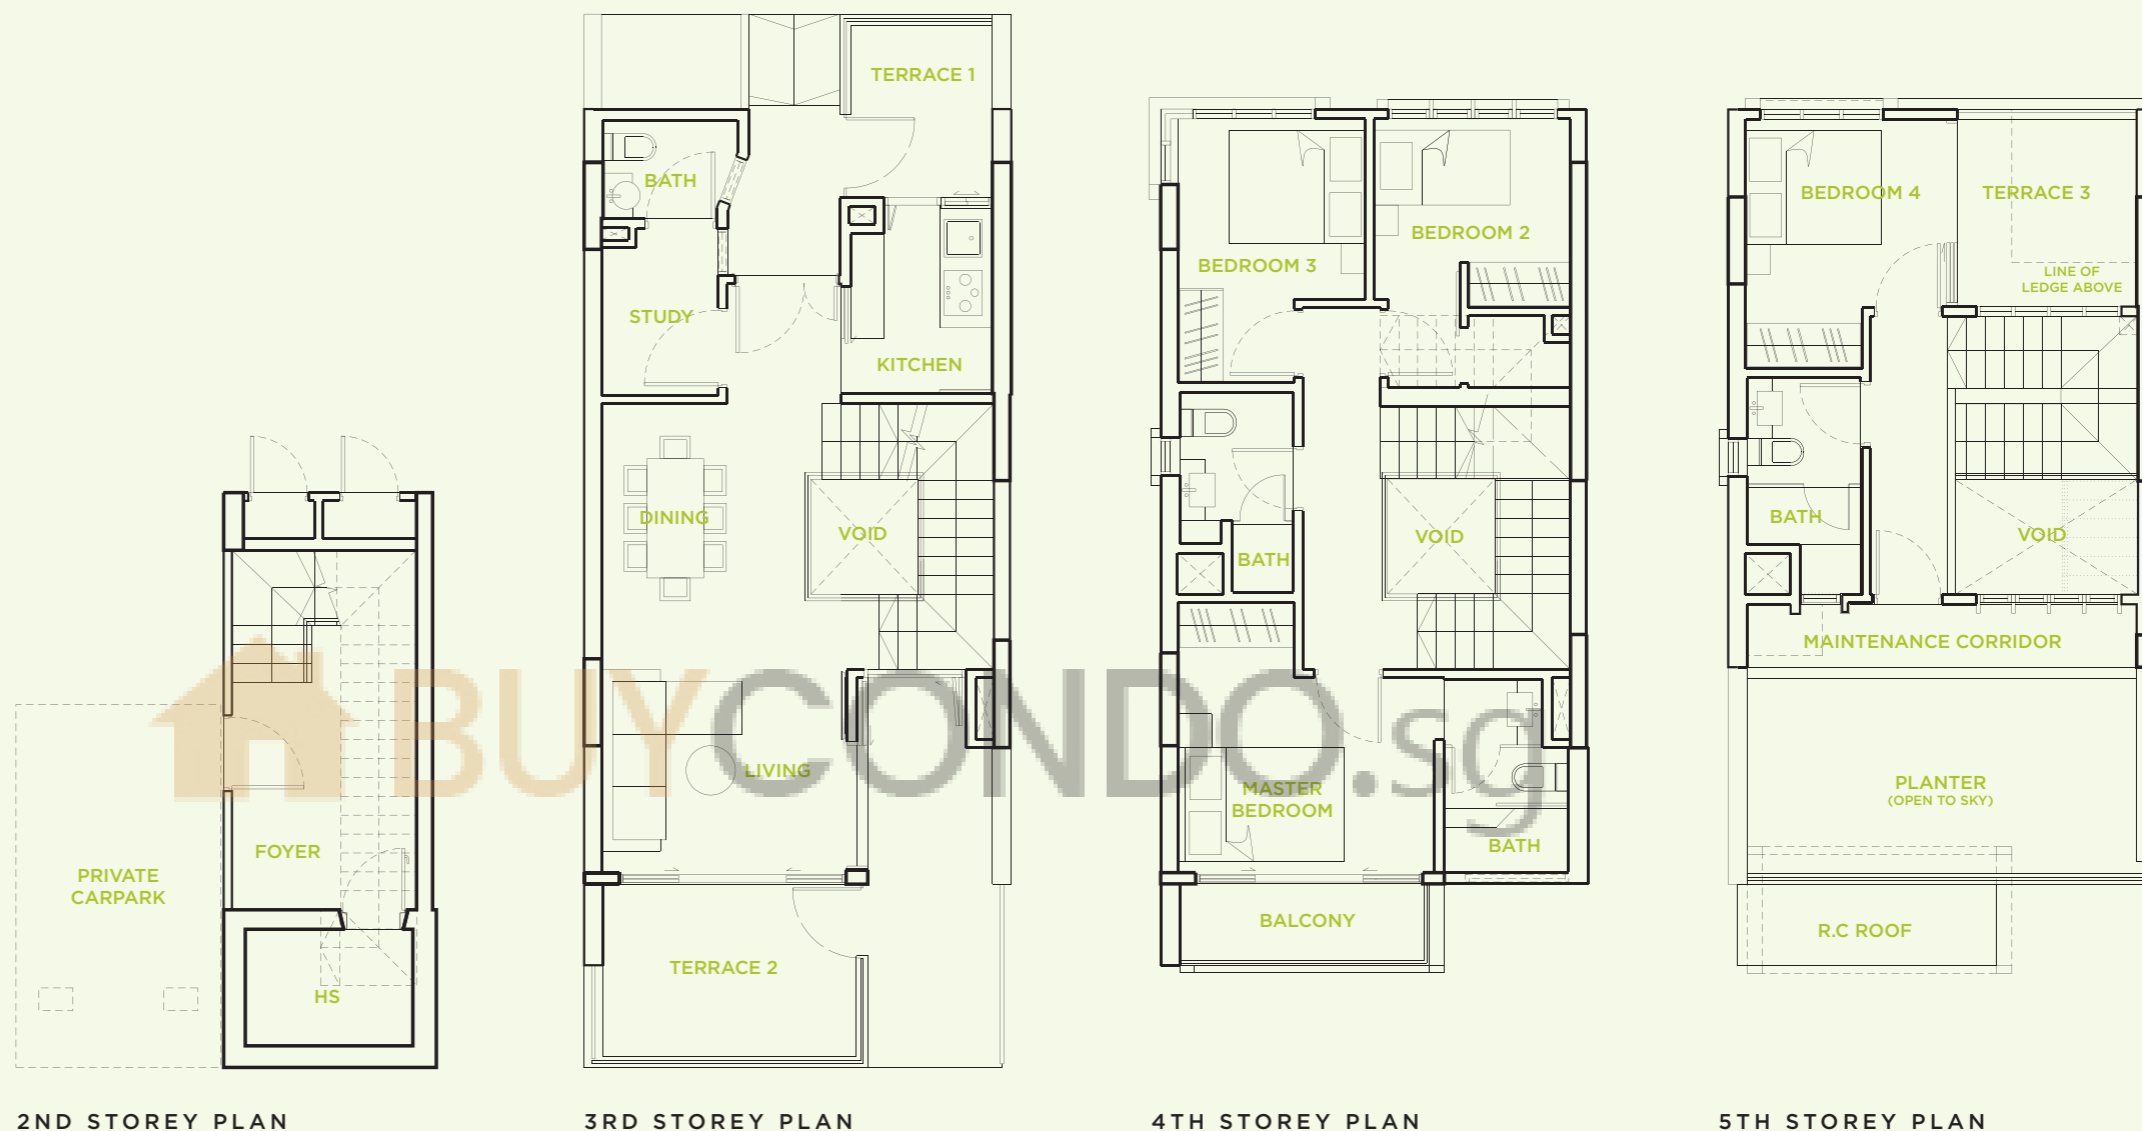 PRIVATE
CARPARK
FOYER
HS
2ND STOREY PLAN
TERRACE 1
BATH
STUDY
KITCHEN
DINING
VOID
LIVING
TERRACE 2
3RD STOREY PLAN
BEDROOM 3
BEDROOM 2
VOID
BATH
MASTER
BEDROOM
BATH
BALCONY
4TH STOREY PLAN
BEDROOM 4
TERRACE 3
LINE OF
LEDGE ABOVE
BATH
VOID
MAINTENANCE CORRIDOR
PLANTER
(OPEN TO SKY)
R.C ROOF
5TH STOREY PLAN
BUYCONDO.sg